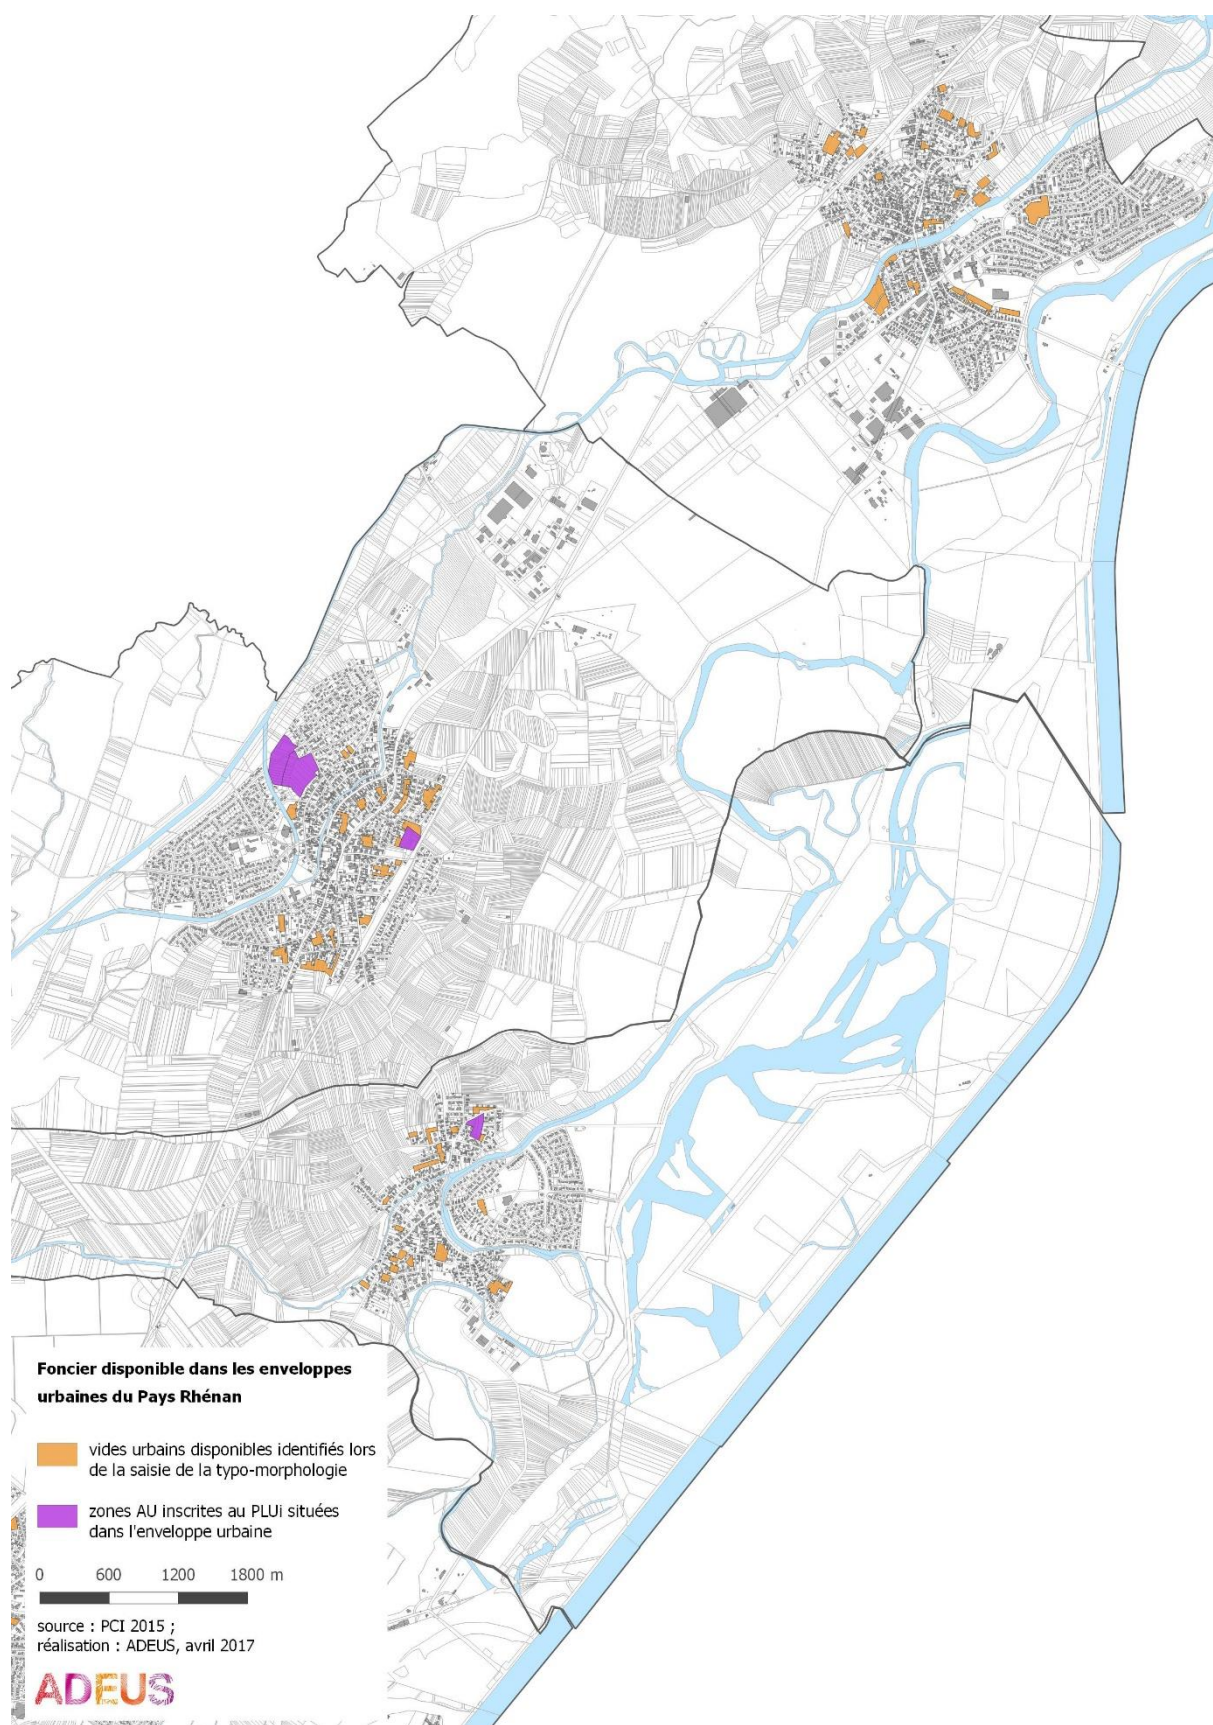 Foncier disponible dans les enveloppes
urbaines du Pays Rhénan
vides urbains disponibles identifiés lors
de la saisie de la typo-morphologie
zones AU inscrites au PLUi situées
dans l'enveloppe urbaine
0 600 1200 1800 m
source : PCI 2015 ;
réalisation : ADEUS, avril 2017
ADEUS